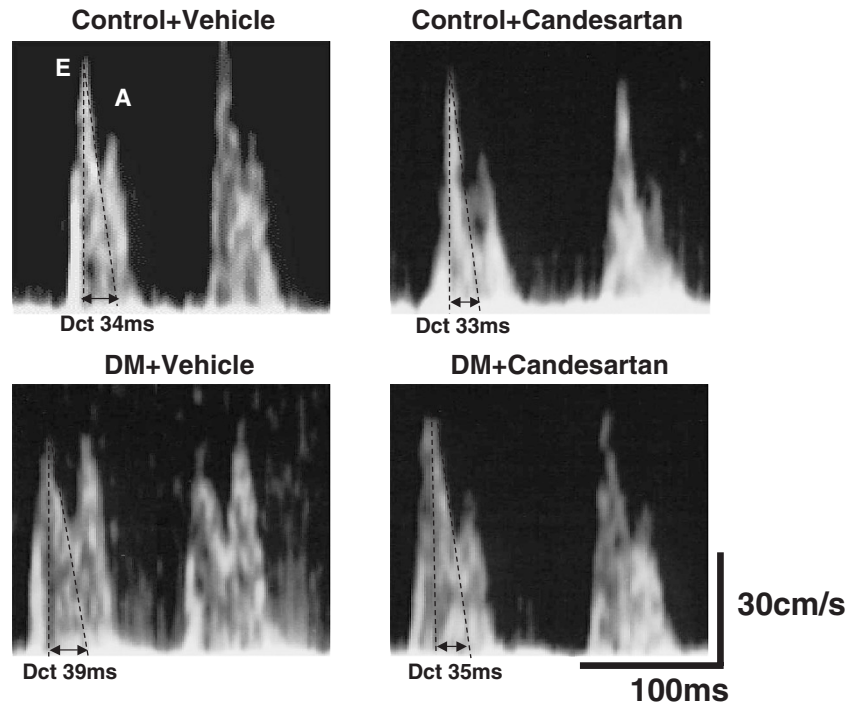 Control+Vehicle
Control+Candesartan
E
A
Dct 34ms
Dct 33ms
DM+Vehicle
DM+Candesartan
Dct 39ms
Dct 35ms
30cm/s
100ms